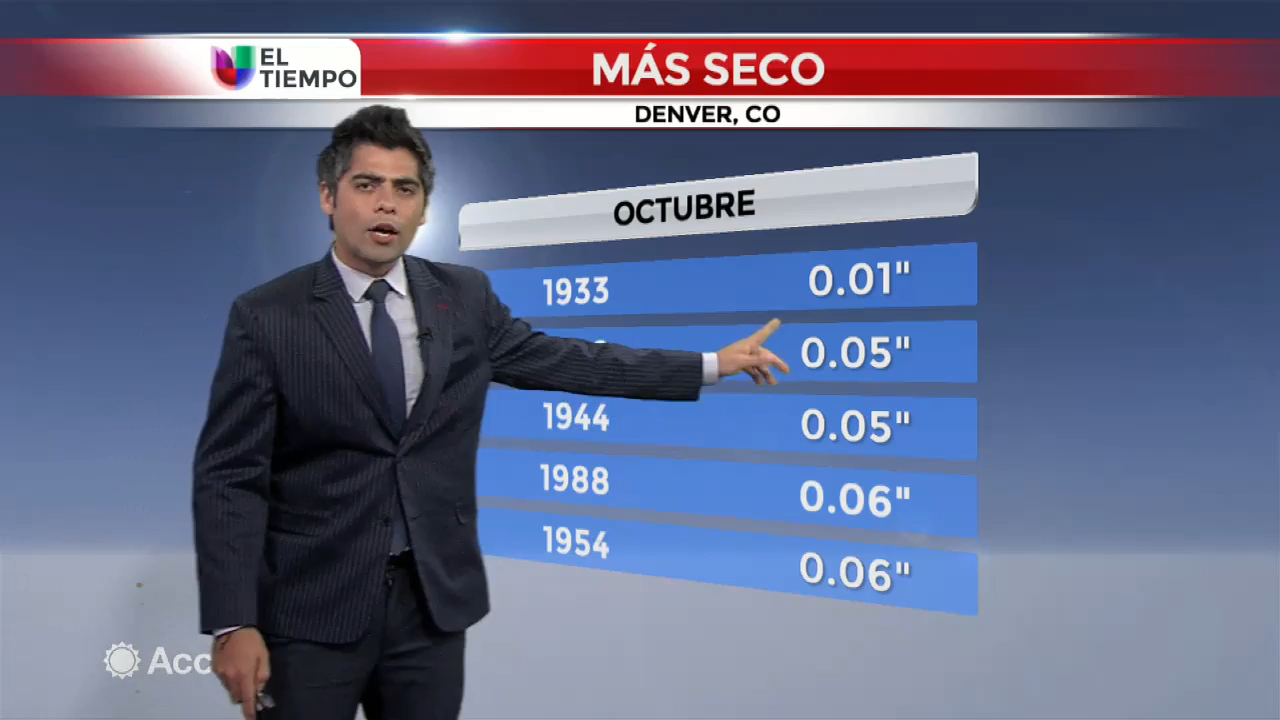 EL
TIEMPO
MÁS SECO
DENVER, CO
OCTUBRE
1933 0.01"
0.05"
1944 0.05"
1988 0.06"
1954 0.06"